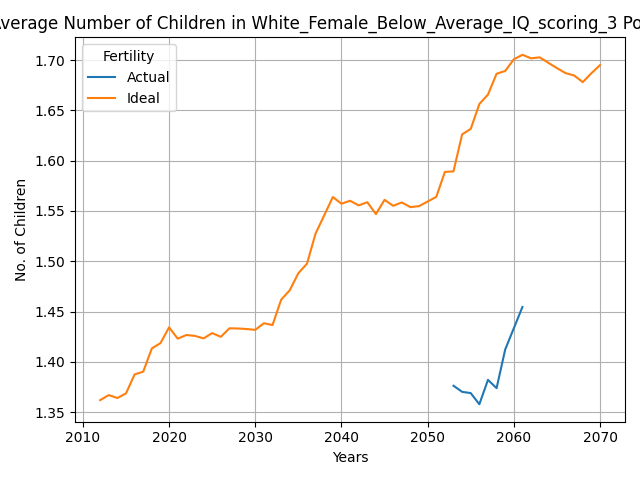 Average Number of Children in White_Female_Below_Average_IQ_scoring_3 Po
Fertility
Actual
Ideal
1.70
1.65
1.60
1.55
1.50
1.45
1.40
1.35
No. of Children
2010 2020 2030 2040 2050 2060 2070
Years